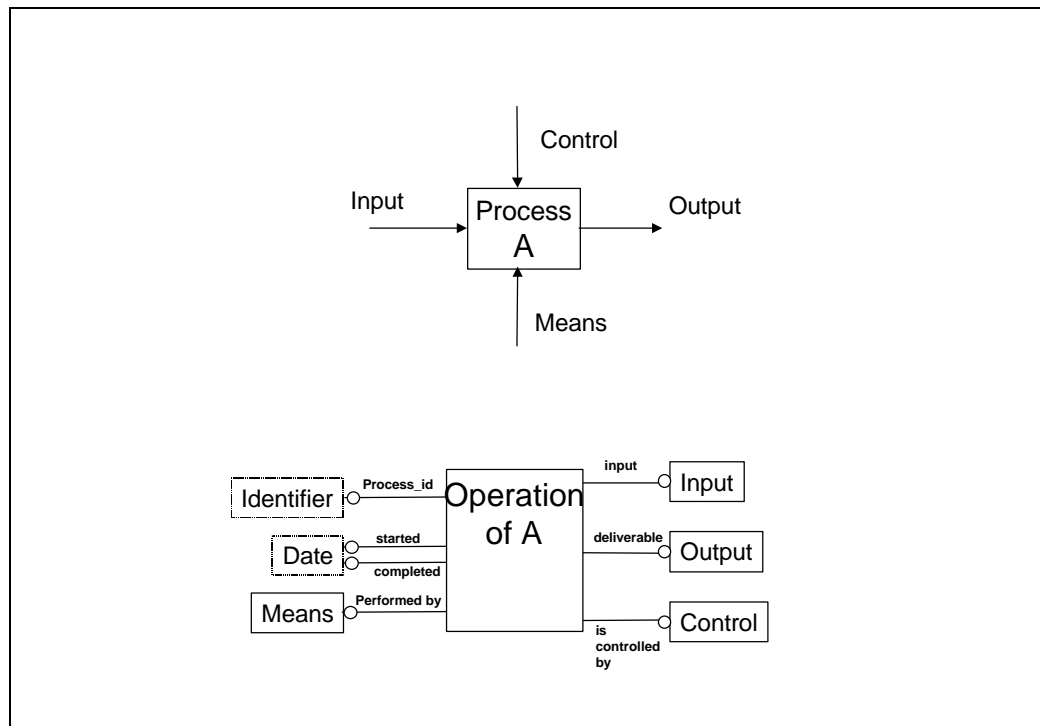 Control
Input
Process
A
Output
Means
Identifier
Process_id
Date
started
completed
Means
Performed by
Operation
of A
input
Input
deliverable
Output
is
controlled
by
Control